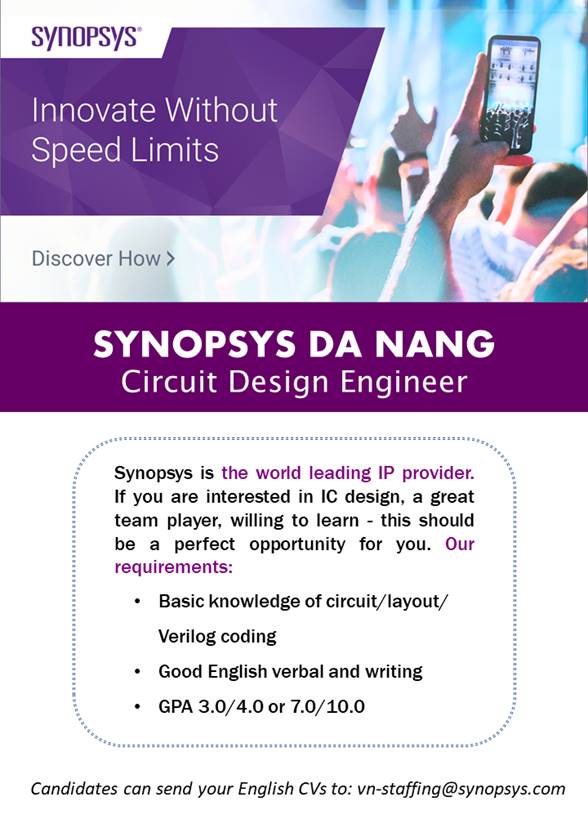 SYNOPSYS®
Innovate Without
Speed Limits
Discover How >
SYNOPSYS DA NANG
Circuit Design Engineer
Synopsys is the world leading IP provider.
If you are interested in IC design, a great
team player, willing to learn - this should
be a perfect opportunity for you. Our
requirements:
• Basic knowledge of circuit/layout/
Verilog coding
• Good English verbal and writing
• GPA 3.0/4.0 or 7.0/10.0
Candidates can send your English CVs to: vn-staffing@synopsys.com